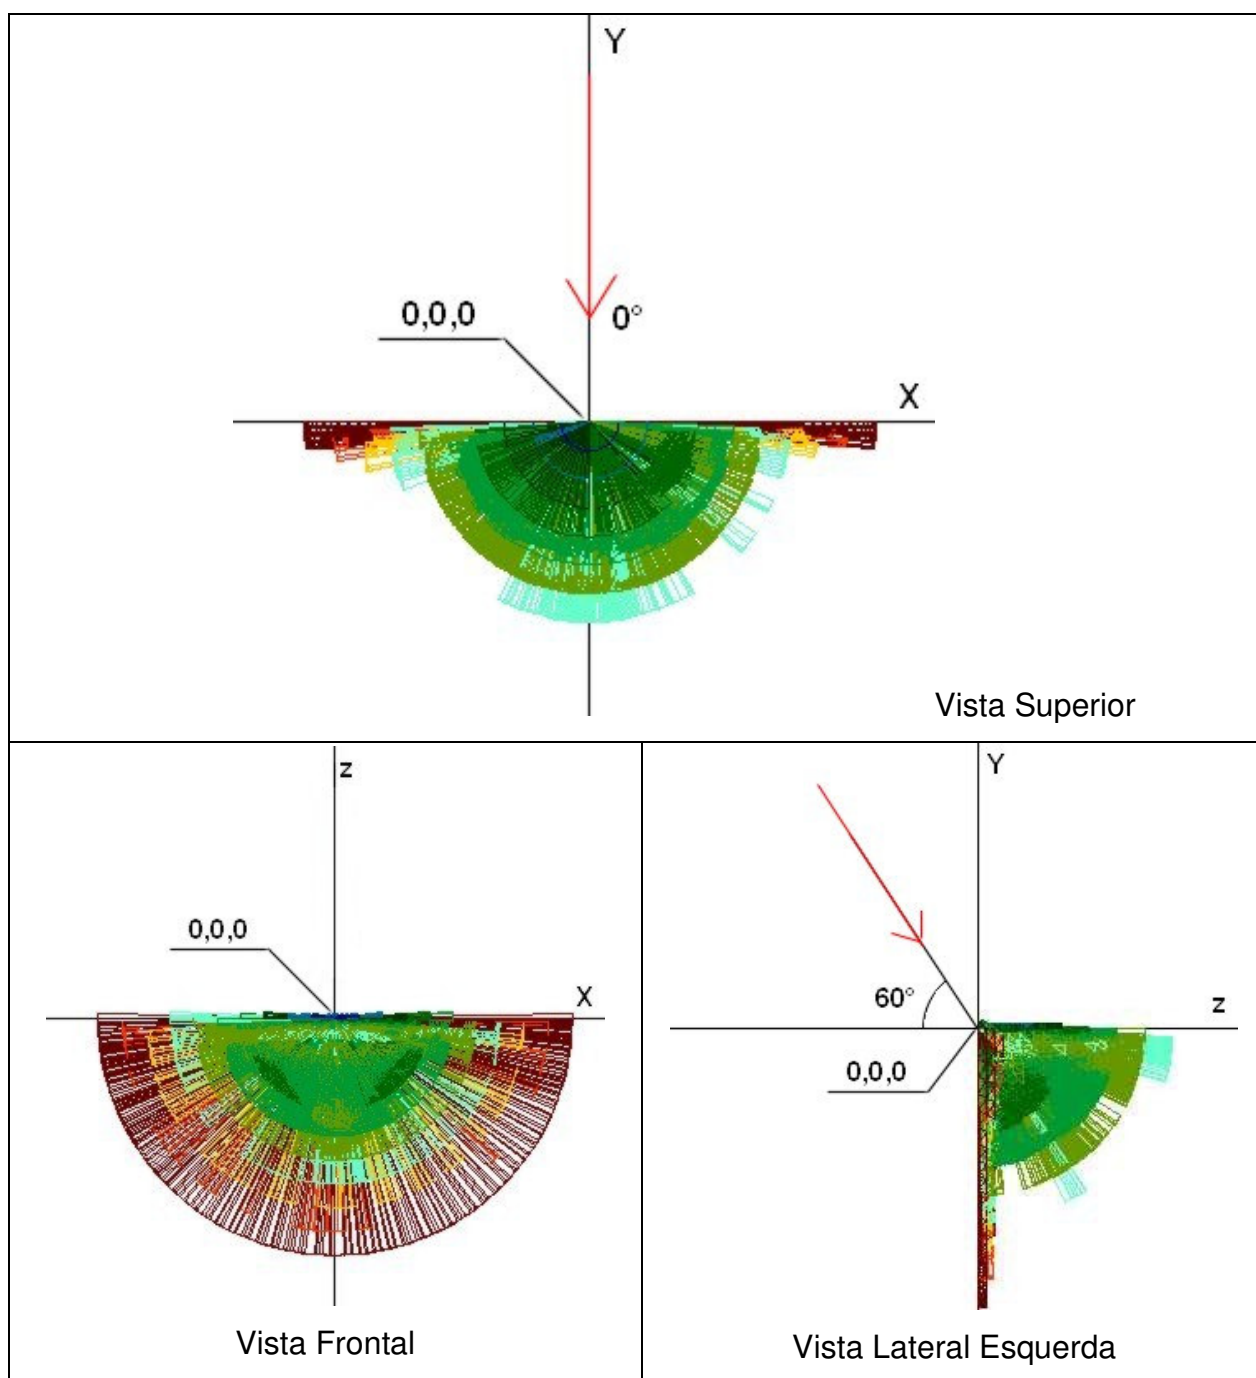 Y
0,0,0
0°
X
Vista Superior
z
0,0,0
X
Vista Frontal
Y
60°
z
0,0,0
Vista Lateral Esquerda